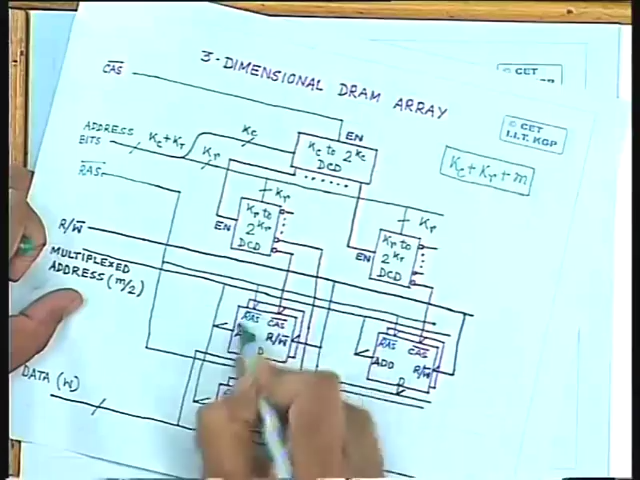 3-DIMENSIONAL DRAM ARRAY
© CET
© CET
I.I.T. KGP
CAS
EN
ADDRESS
BITS
Kc+Kr
Kc
Kr
Kc to 2^Kc
DCD
Kc + Kr + m
RAS
Kr
Kr
Kr to
2^Kr
DCD
EN
Kr to
2^Kr
DCD
EN
R/W
MULTIPLEXED
ADDRESS (m/2)
RAS CAS
R/W
D
RAS CAS
ADD R/W
D
DATA (W)